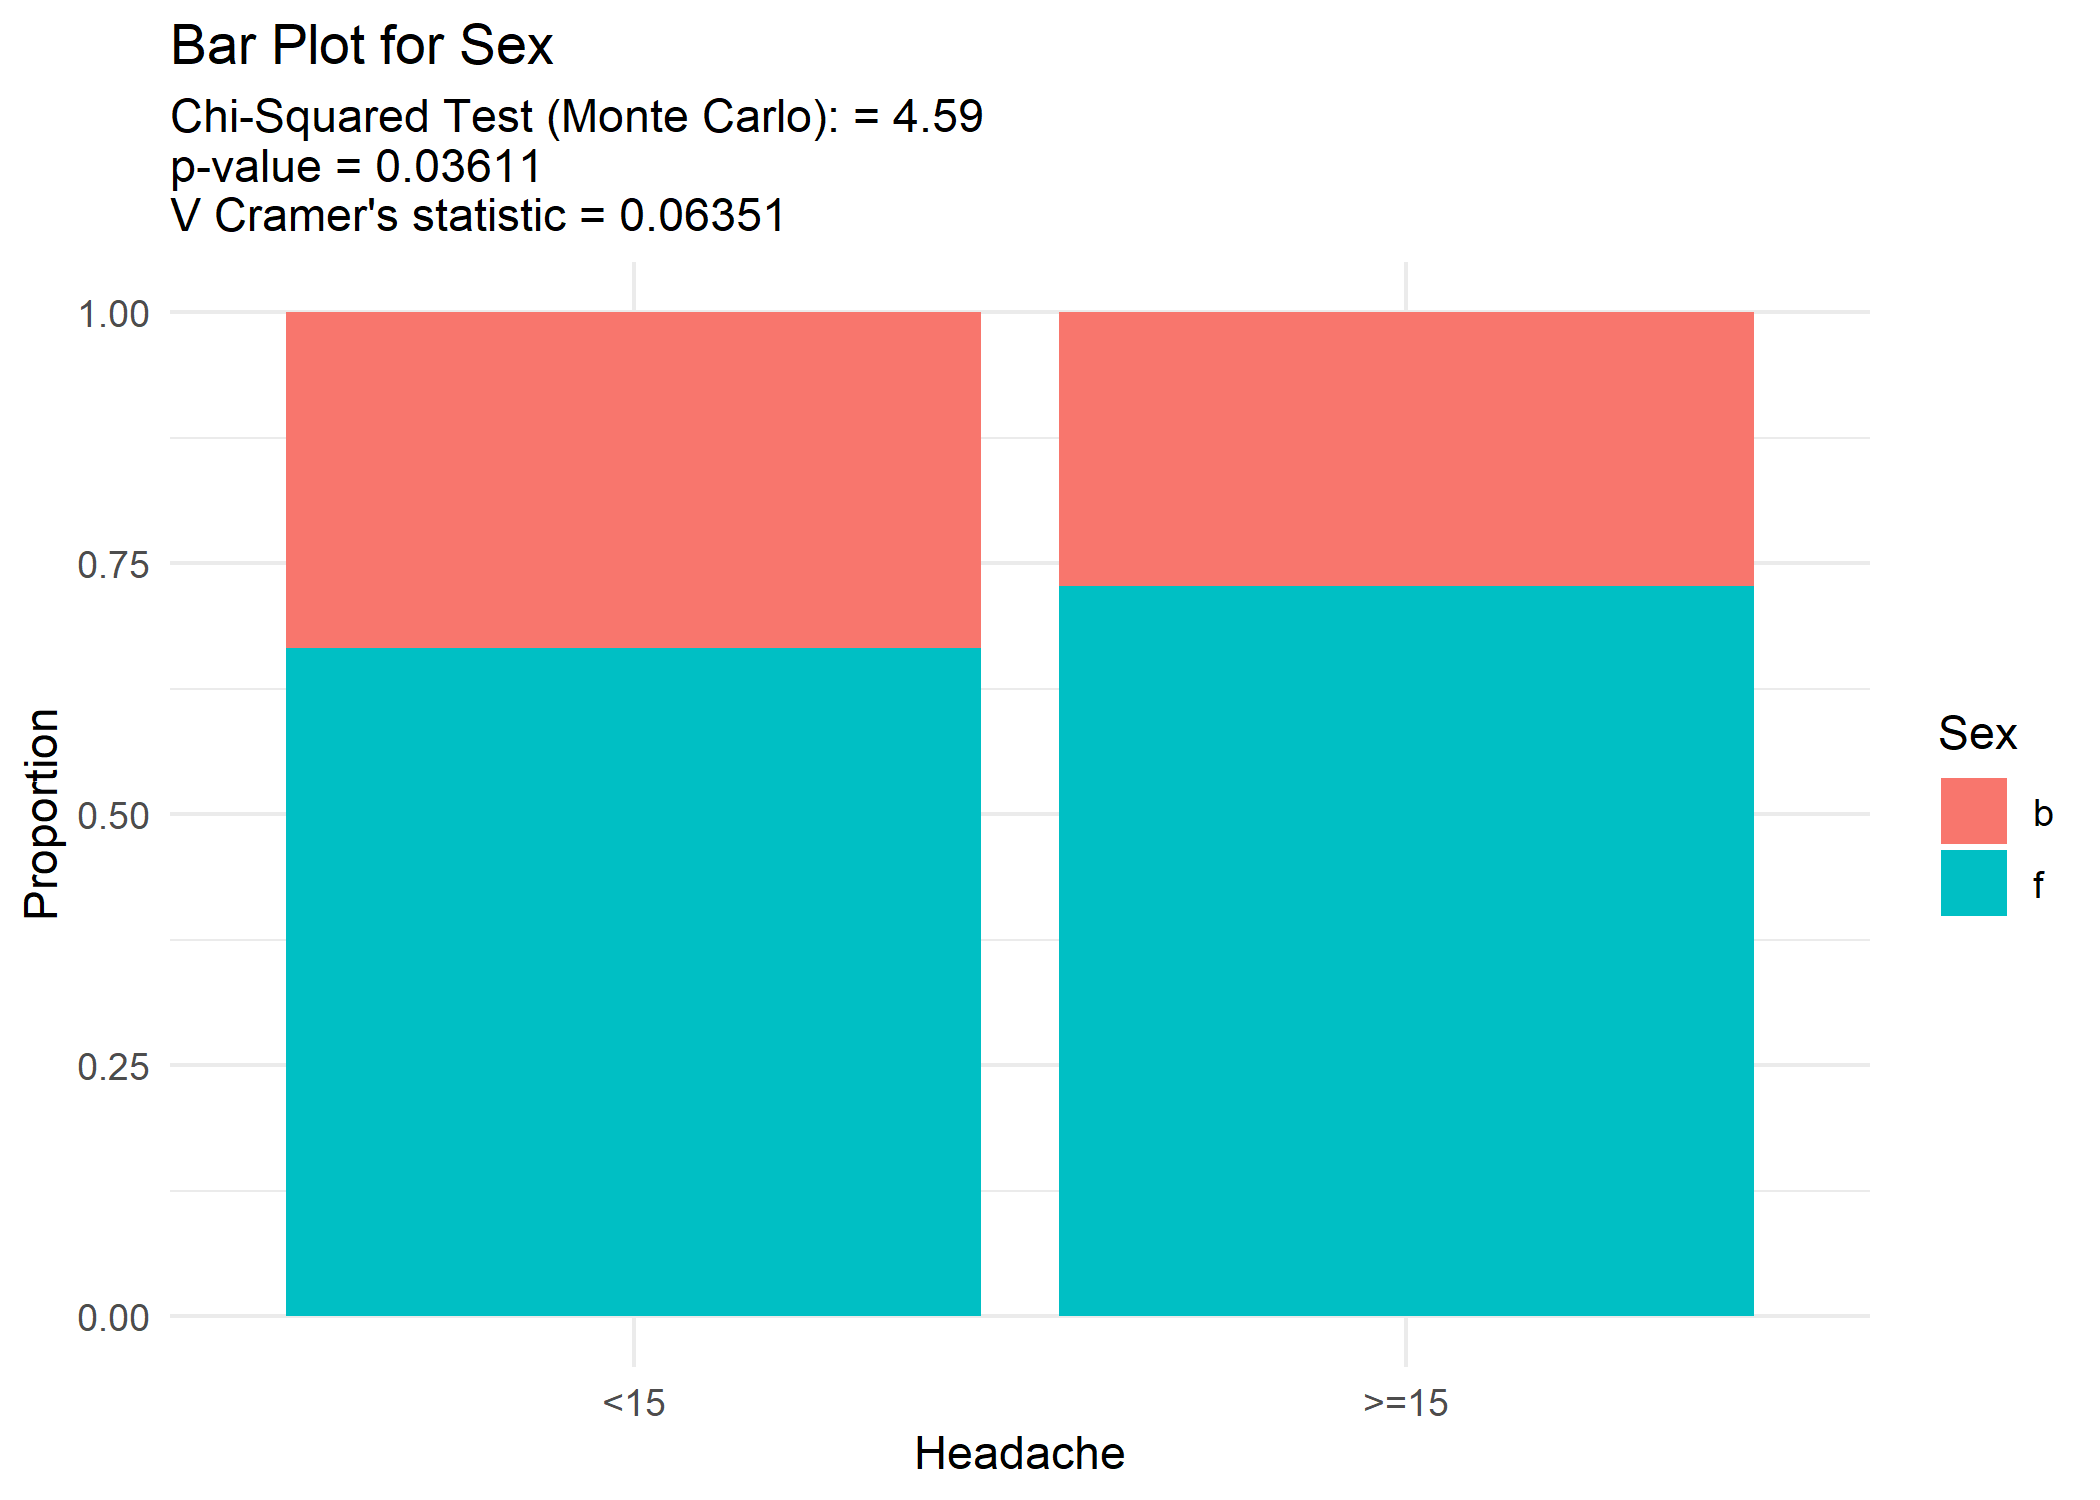 Bar Plot for Sex
Chi-Squared Test (Monte Carlo): = 4.59
p-value = 0.03611
V Cramer's statistic = 0.06351
1.00
0.75
0.50
0.25
0.00
Proportion
<15
>=15
Headache
Sex
b
f